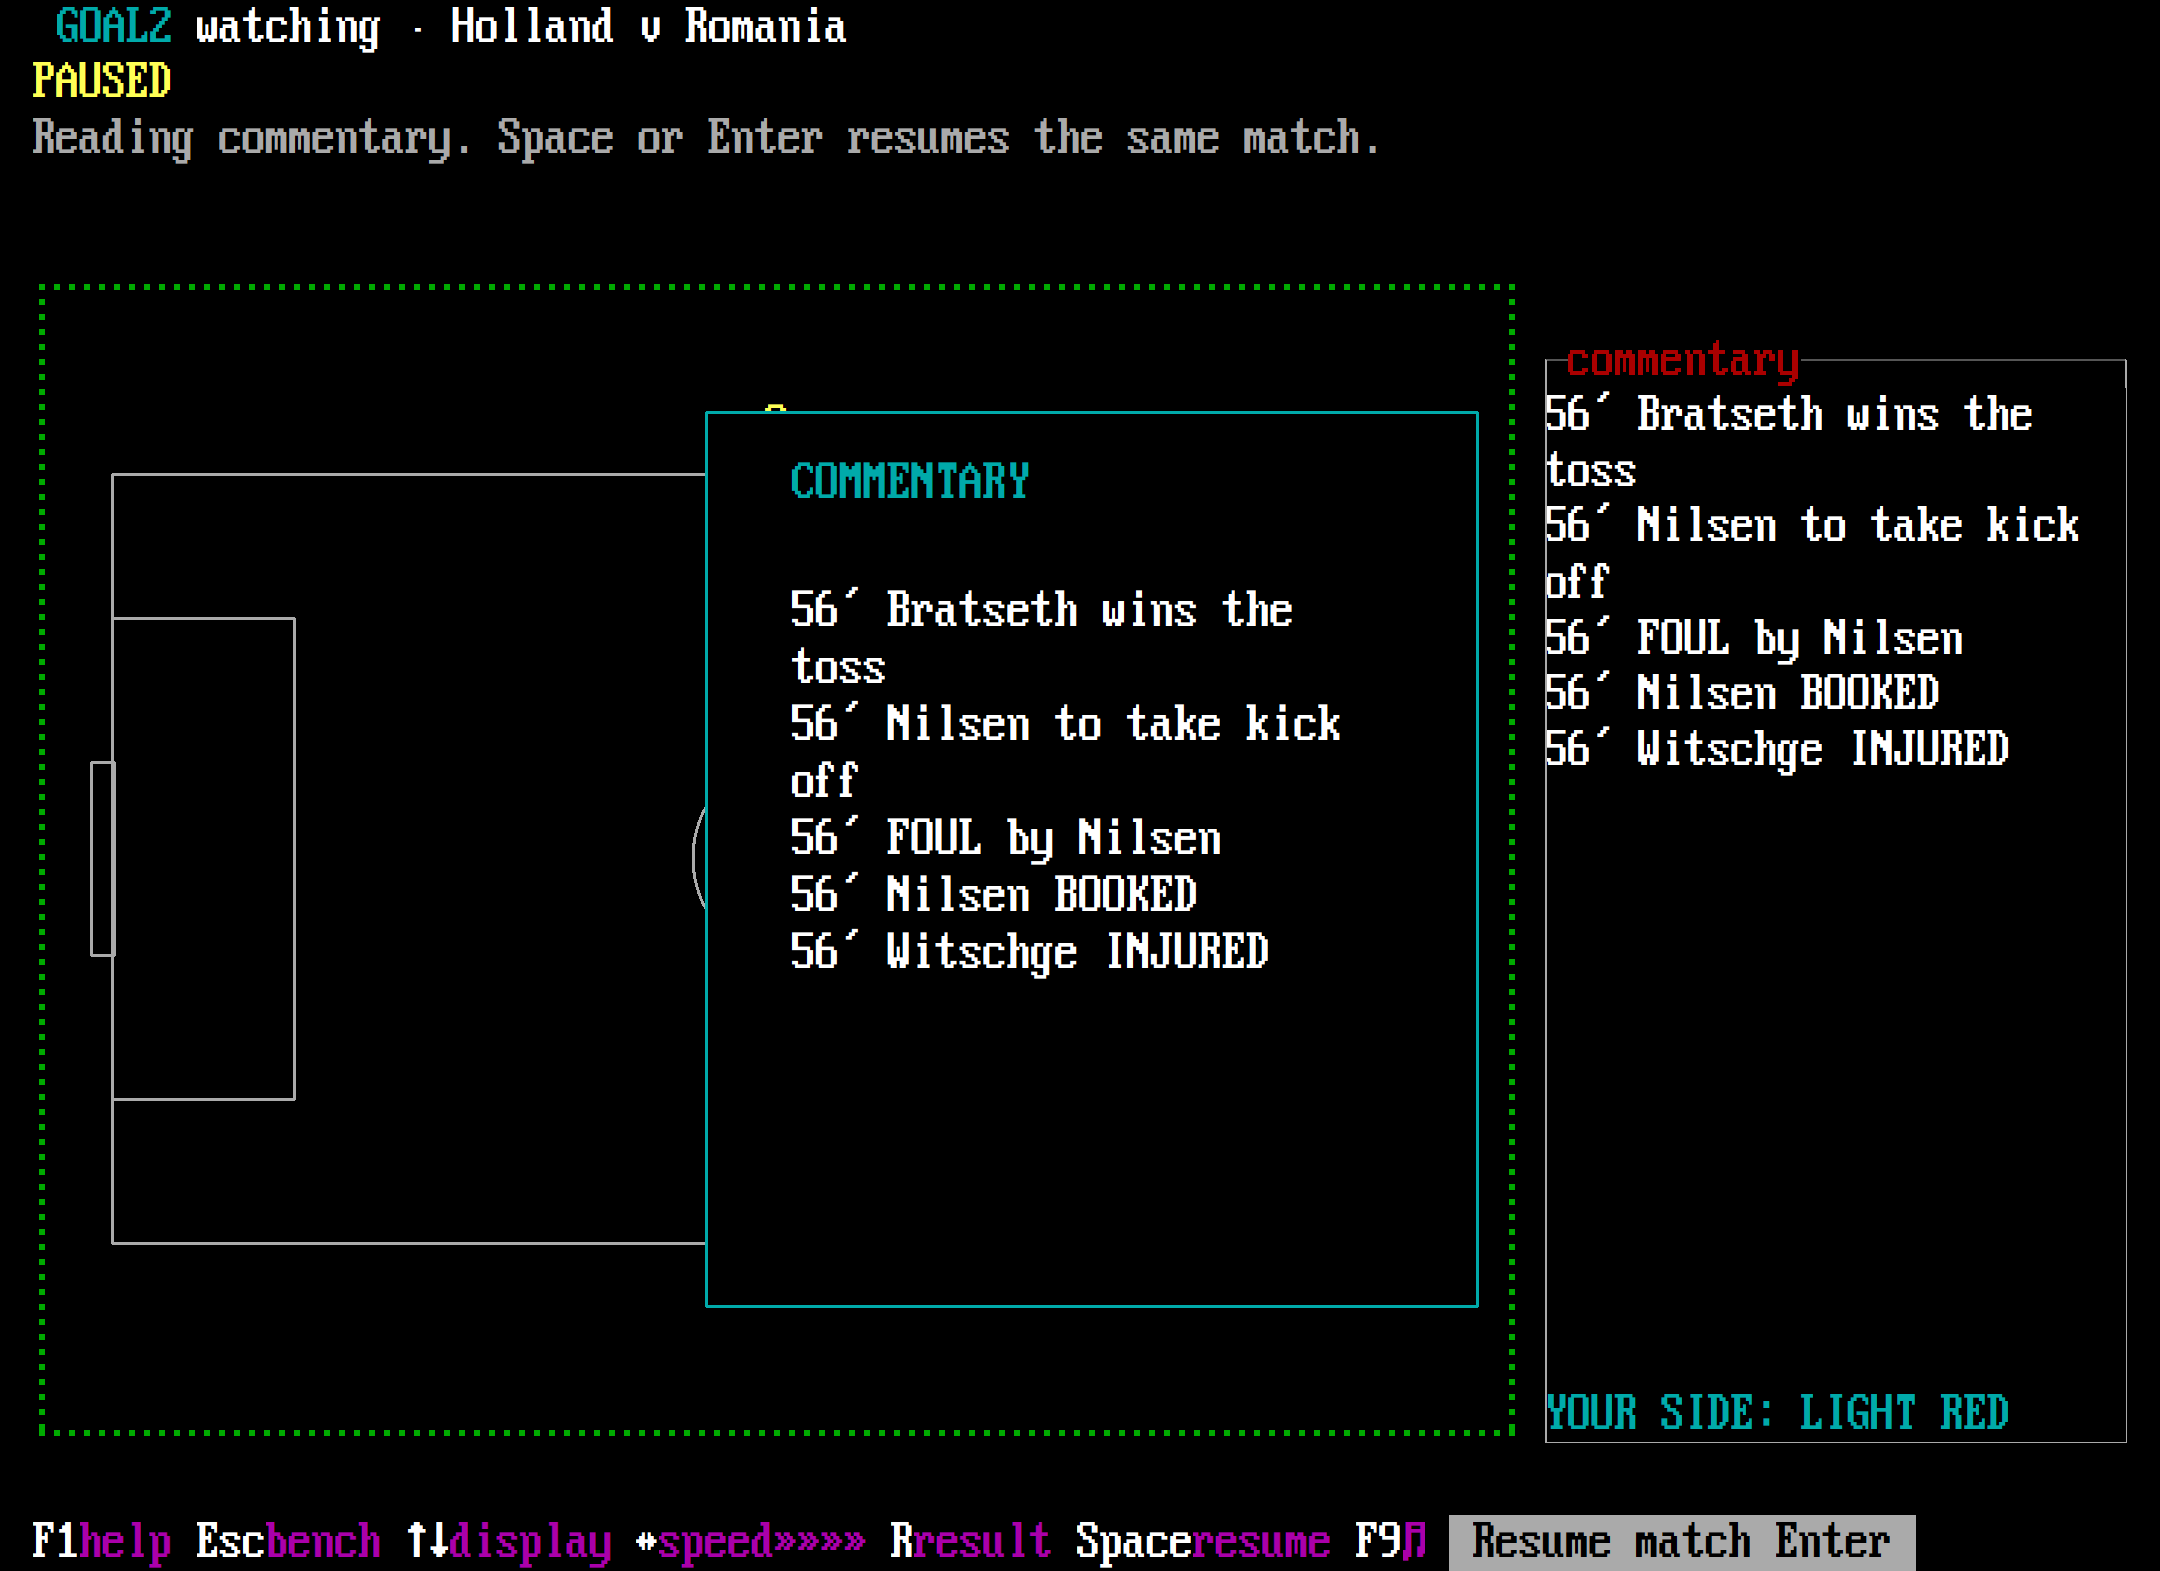 GOAL2 watching · Holland v Romania
PAUSED
Reading commentary. Space or Enter resumes the same match.
COMMENTARY
56´ Bratseth wins the
toss
56´ Nilsen to take kick
off
56´ FOUL by Nilsen
56´ Nilsen BOOKED
56´ Witschge INJURED
commentary
56´ Bratseth wins the
toss
56´ Nilsen to take kick
off
56´ FOUL by Nilsen
56´ Nilsen BOOKED
56´ Witschge INJURED
YOUR SIDE: LIGHT RED
F1help Escbench ↑↓display *speed»»»» Rresult Spaceresume F9♬ Resume match Enter